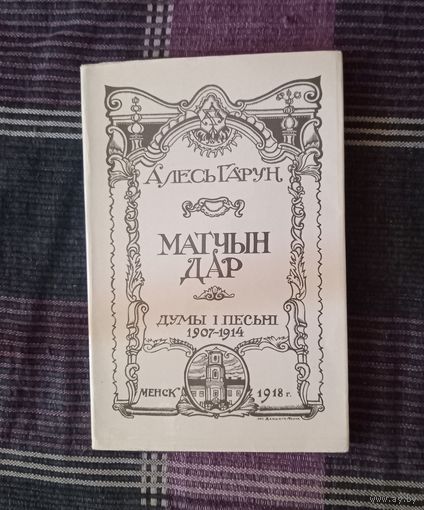 Алесь Гарун
МАТЧЫН
ДАР
ДУМЫ І ПЕСЬНІ
1907-1914
МЕНСК 1918 г.